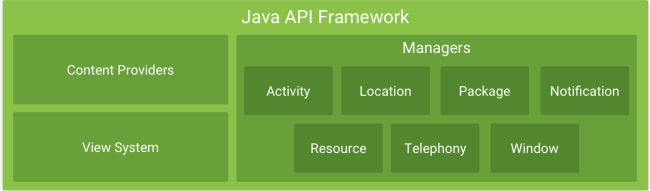 Java API Framework
Content Providers
View System
Managers
Activity
Location
Package
Notification
Resource
Telephony
Window